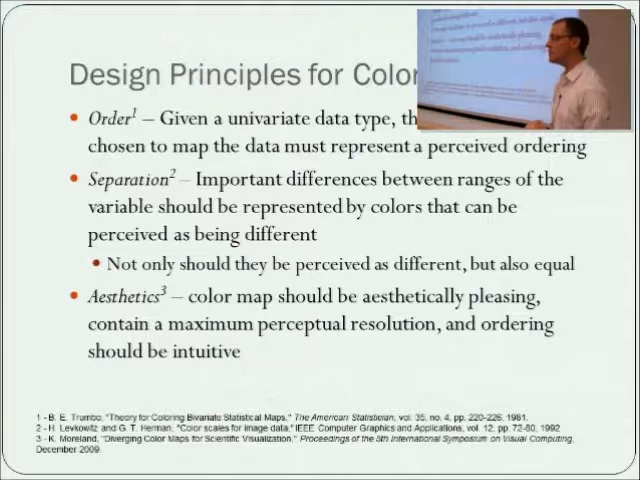 Design Principles for Color
• Order1 – Given a univariate data type, th
chosen to map the data must represent a perceived ordering
• Separation2 – Important differences between ranges of the
variable should be represented by colors that can be
perceived as being different
• Not only should they be perceived as different, but also equal
• Aesthetics3 – color map should be aesthetically pleasing,
contain a maximum perceptual resolution, and ordering
should be intuitive
1 - B. E. Trumbo, "Theory for Coloring Bivariate Statistical Maps," The American Statistician, vol. 35, no. 4, pp. 220-226, 1981.
2 - H. Levkowitz and G. T. Herman, "Color scales for image data," IEEE Computer Graphics and Applications, vol. 12, pp. 72-80, 1992
3 - K. Moreland, "Diverging Color Maps for Scientific Visualization," Proceedings of the 5th International Symposium on Visual Computing,
December 2009.